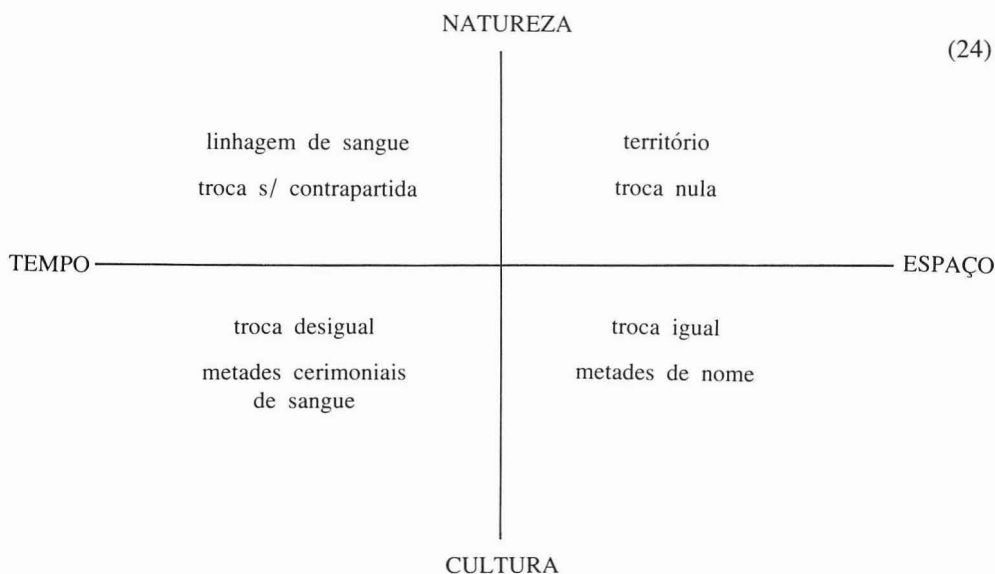 NATUREZA
(24)
linhagem de sangue
território
troca s/ contrapartida
troca nula
TEMPO
ESPAÇO
troca desigual
troca igual
metades cerimoniais
de sangue
metades de nome
CULTURA